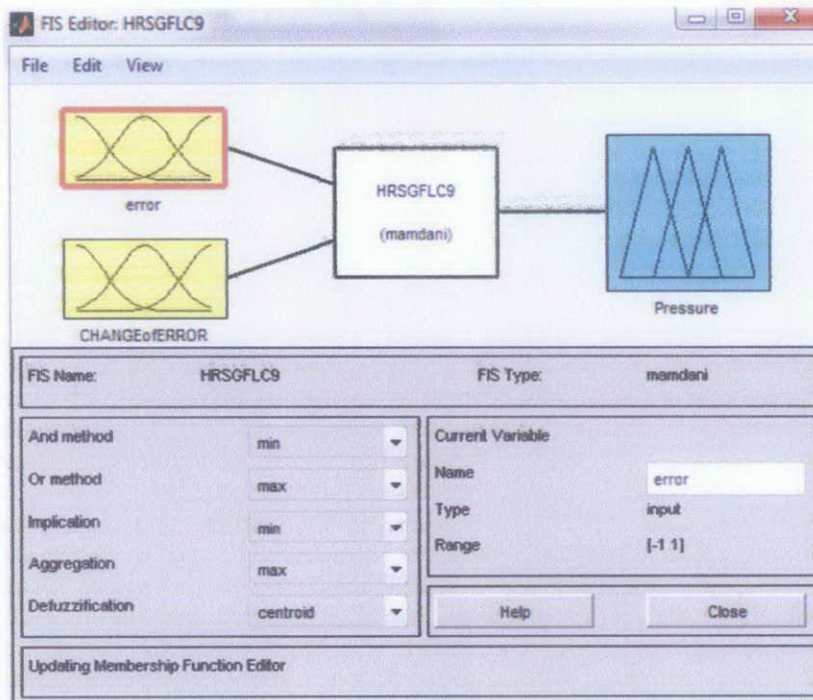 FIS Editor: HRSGFLC9
File Edit View
error
CHANGEofERROR
HRSGFLC9
(mamdani)
Pressure
FIS Name: HRSGFLC9 FIS Type: mamdani
And method min
Or method max
Implication min
Aggregation max
Defuzzification centroid
Current Variable
Name error
Type input
Range [-1 1]
Help Close
Updating Membership Function Editor